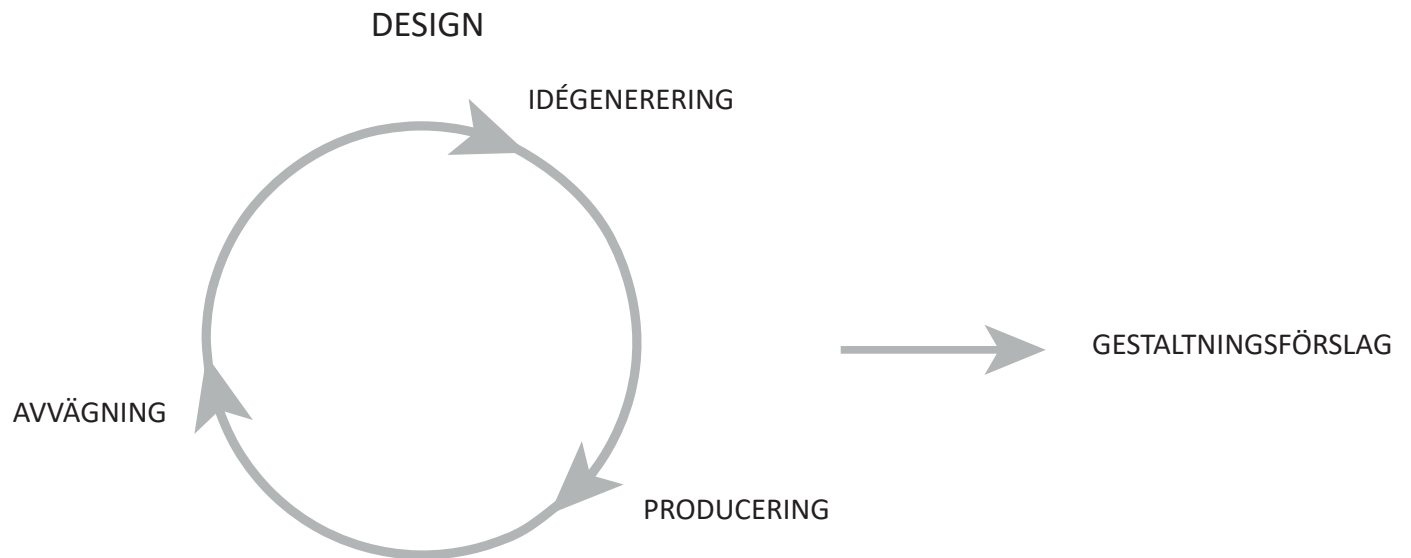 DESIGN
IDÉGENERERING
GESTALTNINGSFÖRSLAG
AVVÄGNING
PRODUCERING